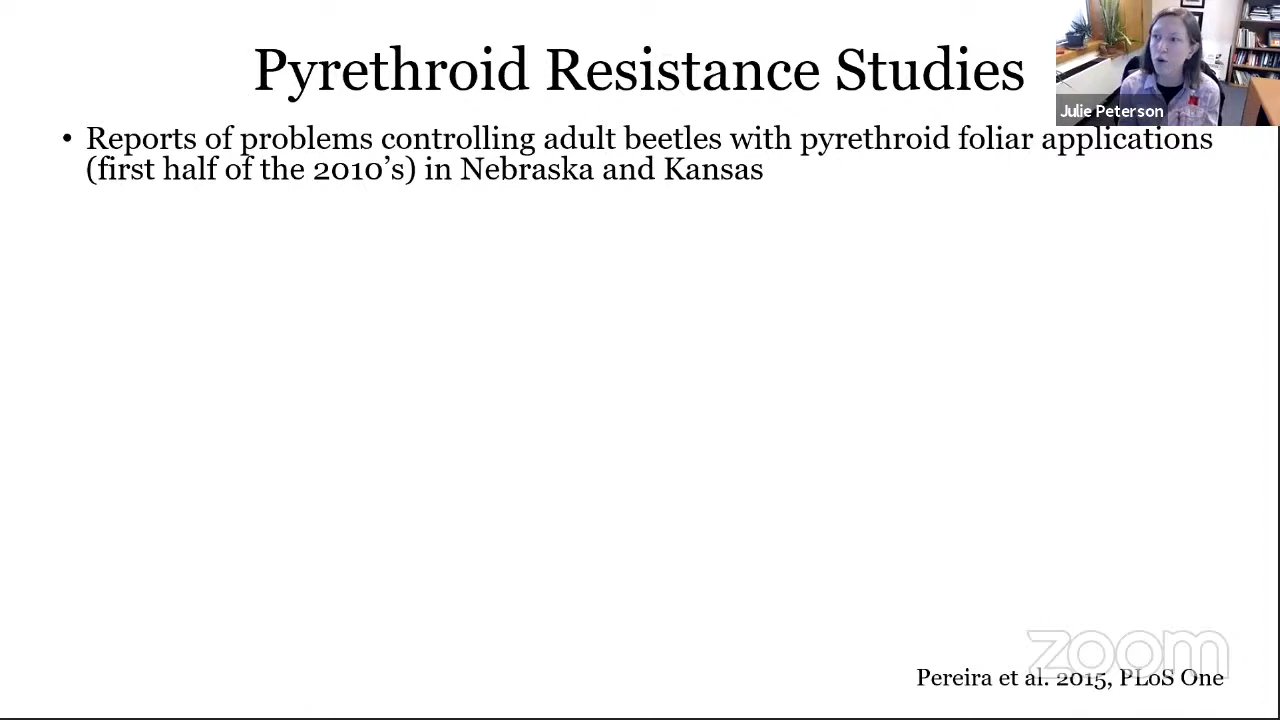 Pyrethroid Resistance Studies
Julie Peterson
• Reports of problems controlling adult beetles with pyrethroid foliar applications
(first half of the 2010’s) in Nebraska and Kansas
zoom
Pereira et al. 2015, PLoS One